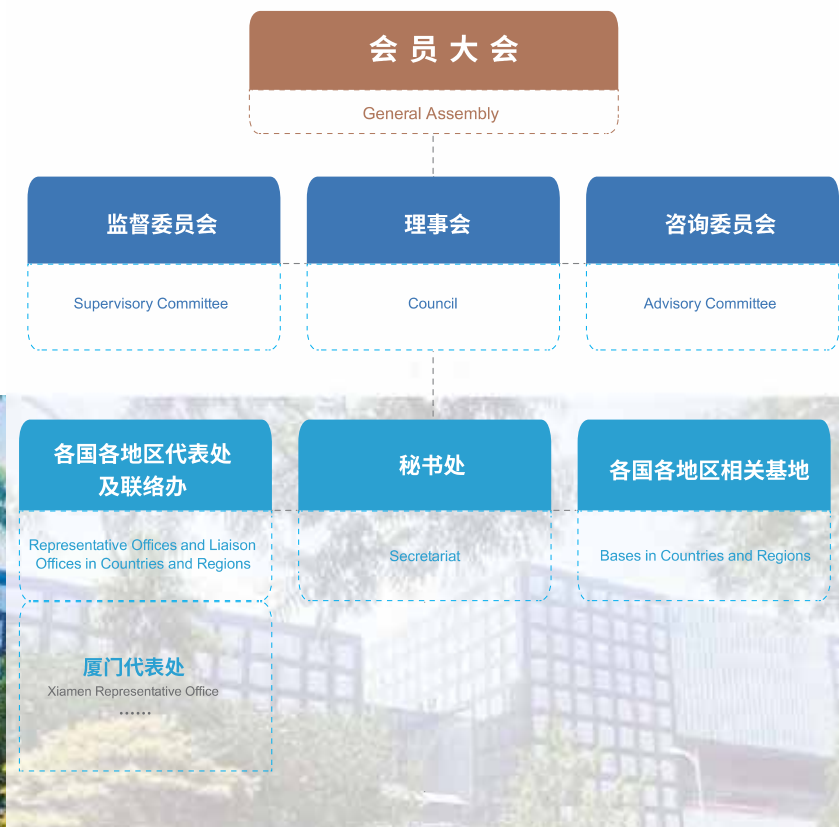 会员大会
General Assembly
监督委员会
理事会
咨询委员会
Supervisory Committee
Council
Advisory Committee
各国各地区代表处
及联络办
秘书处
各国各地区相关基地
Representative Offices and Liaison
Offices in Countries and Regions
Secretariat
Bases in Countries and Regions
厦门代表处
Xiamen Representative Office
......